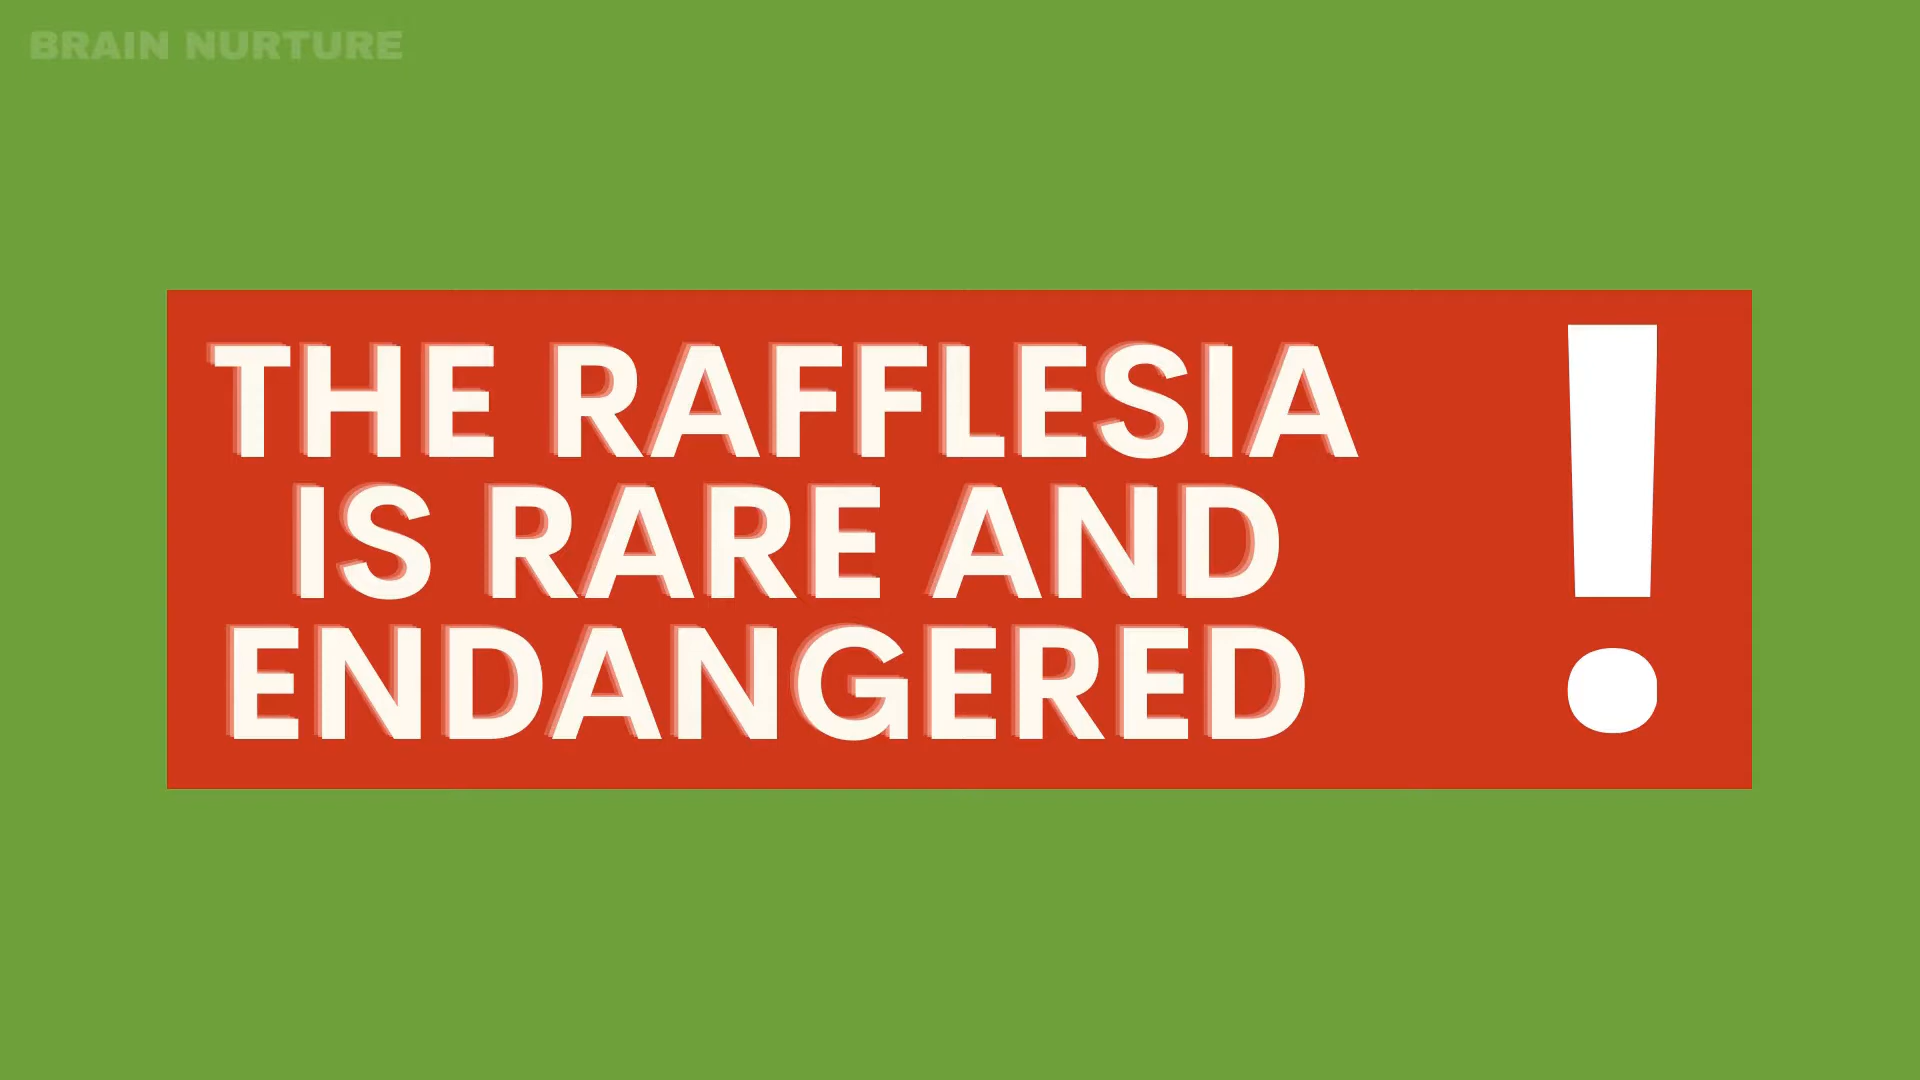 BRAIN NURTURE
THE RAFFLESIA
IS RARE AND
ENDANGERED
!